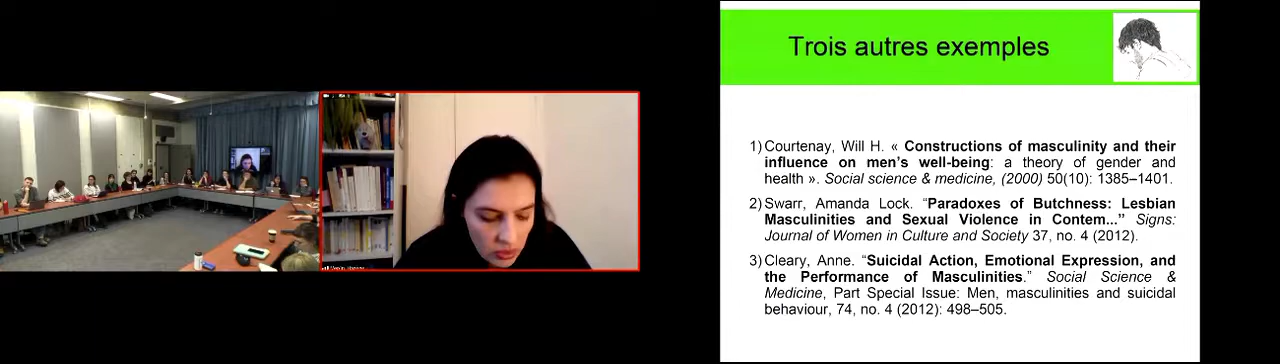 Trois autres exemples
1) Courtenay, Will H. « Constructions of masculinity and their
influence on men's well-being: a theory of gender and
health ». Social science & medicine, (2000) 50(10): 1385–1401.
2) Swarr, Amanda Lock. "Paradoxes of Butchness: Lesbian
Masculinities and Sexual Violence in Contem..." Signs:
Journal of Women in Culture and Society 37, no. 4 (2012).
3) Cleary, Anne. "Suicidal Action, Emotional Expression, and
the Performance of Masculinities." Social Science &
Medicine, Part Special Issue: Men, masculinities and suicidal
behaviour, 74, no. 4 (2012): 498–505.